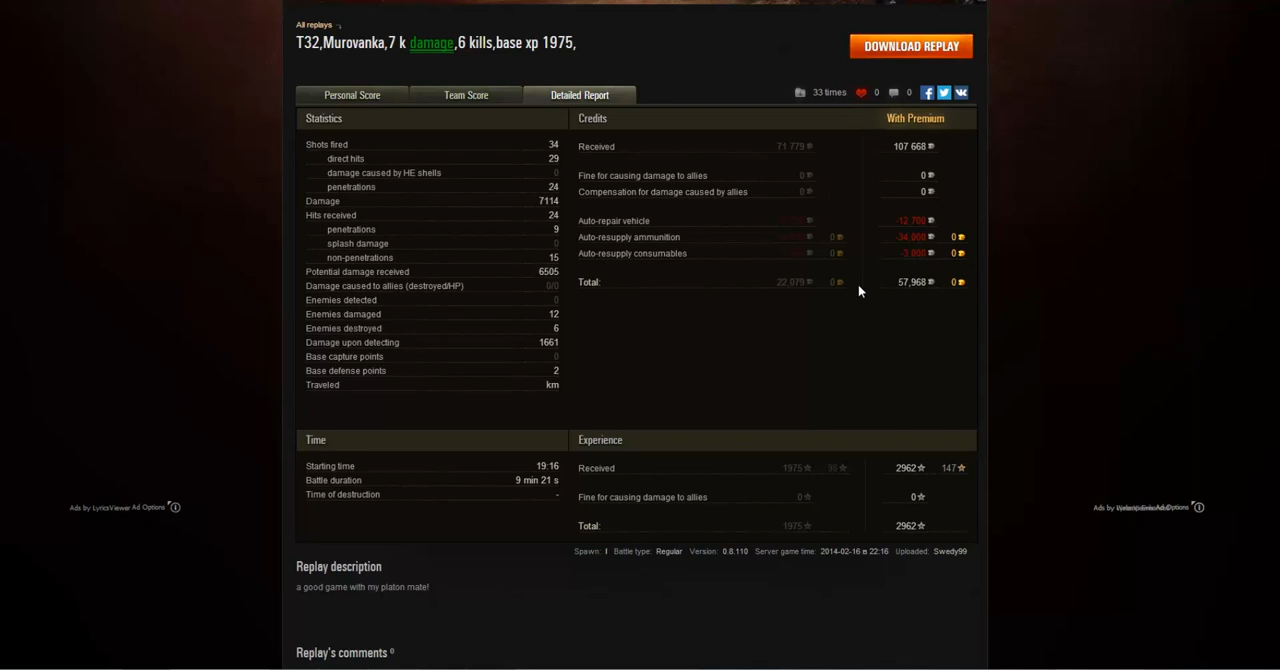 All replays
T32,Murovanka,7 k damage,6 kills,base xp 1975,
DOWNLOAD REPLAY
Personal Score Team Score Detailed Report 33 times 0 0
Statistics Credits With Premium
Shots fired 34 Received 71 779 107 668
direct hits 29
damage caused by HE shells 0 Fine for causing damage to allies 0 0
penetrations 24 Compensation for damage caused by allies 0 0
Damage 7114
Hits received 24 Auto-repair vehicle -12,700
penetrations 9 Auto-resupply ammunition 0 -34,000 0
splash damage 0 Auto-resupply consumables 0 -3,000 0
non-penetrations 15
Potential damage received 6505 Total: 22,079 0 57,968 0
Damage caused to allies (destroyed/HP) 0/0
Enemies detected 0
Enemies damaged 12
Enemies destroyed 6
Damage upon detecting 1661
Base capture points 0
Base defense points 2
Traveled km
Time Experience
Starting time 19:16 Received 1975 98 2962 147
Battle duration 9 min 21 s
Time of destruction - Fine for causing damage to allies 0 0
Total: 1975 2962
Ads by LyricsViewer Ad Options
Ads by Ad Options
Spawn: I Battle type: Regular Version: 0.8.110 Server game time: 2014-02-16 в 22:16 Uploaded: Swedy99
Replay description
a good game with my platon mate!
Replay's comments 0